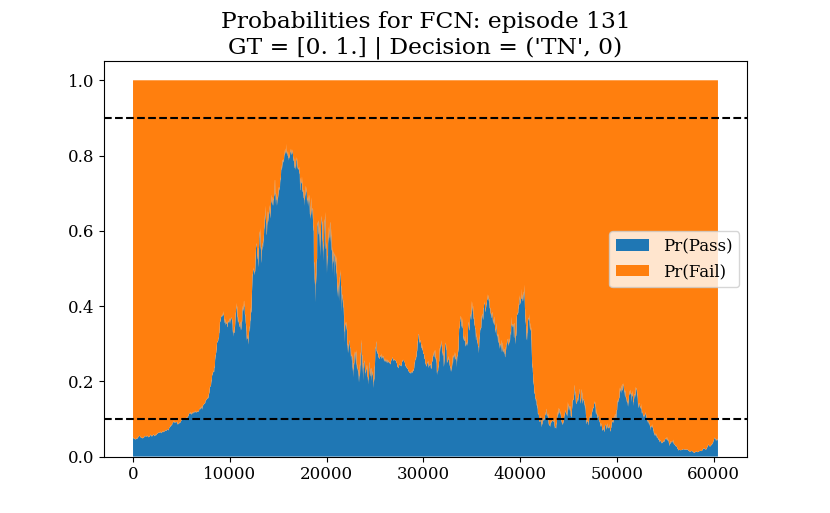 Probabilities for FCN: episode 131
GT = [0. 1.] | Decision = ('TN', 0)
1.0
0.8
0.6
0.4
0.2
0.0
Pr(Pass)
Pr(Fail)
0 10000 20000 30000 40000 50000 60000